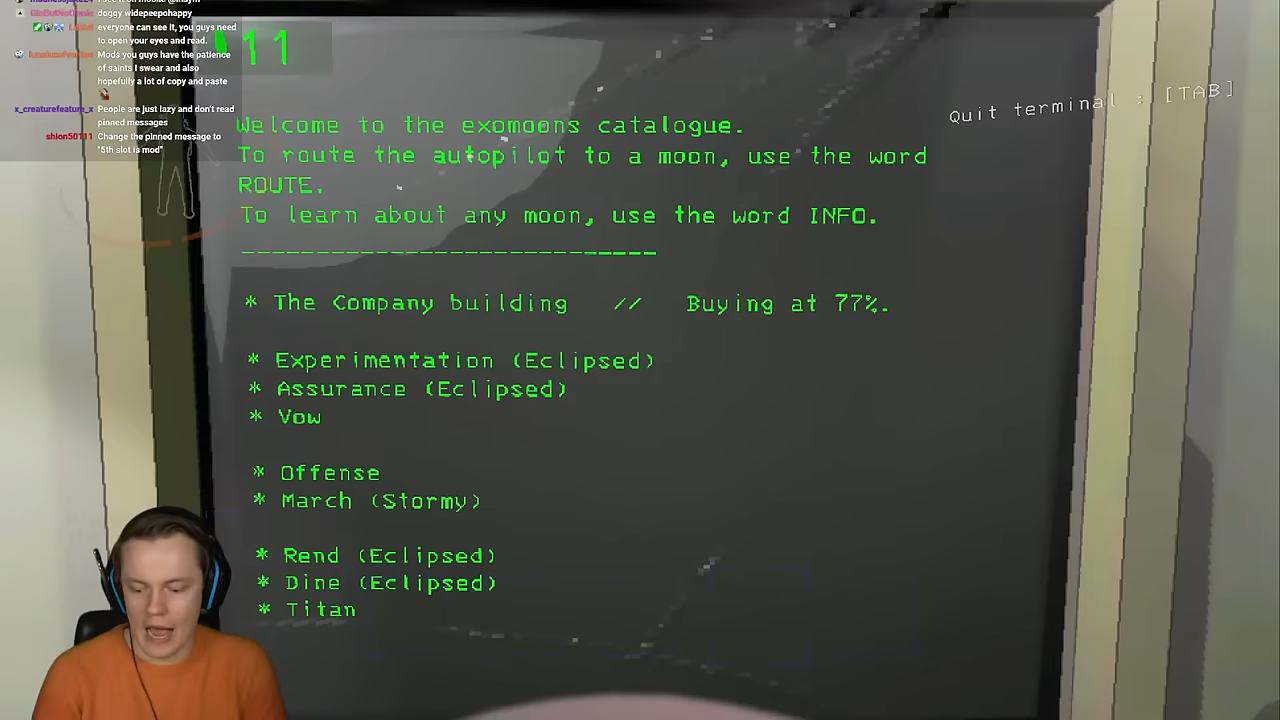 doggy widepeepohappy
everyone can see it, you guys need
to open your eyes and read.
Mods you guys have the patience
of saints I swear and also
hopefully a lot of copy and paste
x_creaturefeature_x People are just lazy and don't read
pinned messages
shion50111 Change the pinned message to
"5th slot is mod"
11
Quit terminal : [TAB]
Welcome to the exomoons catalogue.
To route the autopilot to a moon, use the word
ROUTE.
To learn about any moon, use the word INFO.
* The Company building // Buying at 77%.
* Experimentation (Eclipsed)
* Assurance (Eclipsed)
* Vow
* Offense
* March (Stormy)
* Rend (Eclipsed)
* Dine (Eclipsed)
* Titan